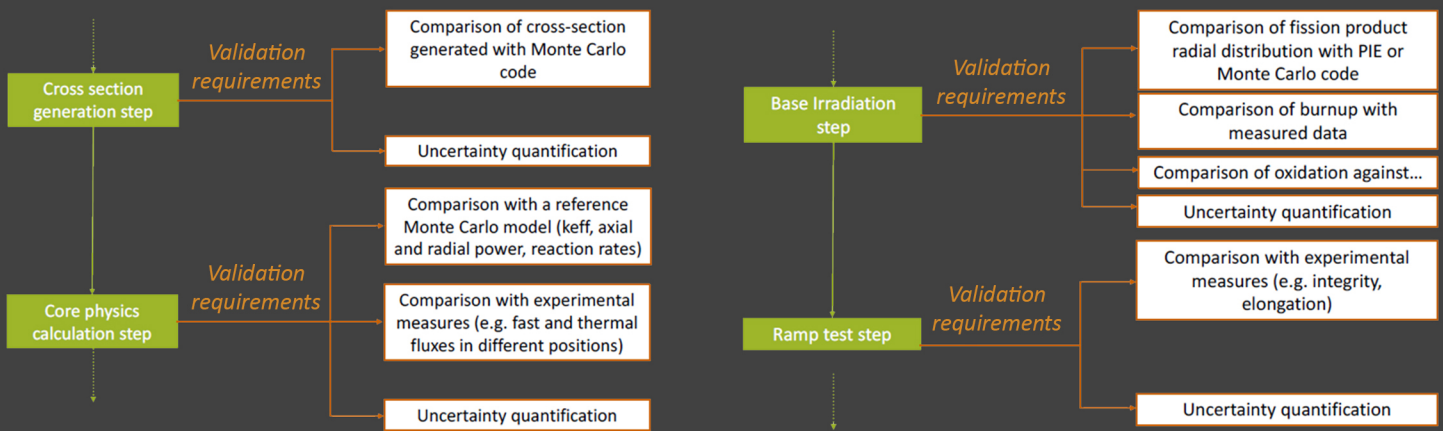 Cross section
generation step
Validation
requirements
Comparison of cross-section
generated with Monte Carlo
code
Uncertainty quantification
Core physics
calculation step
Validation
requirements
Comparison with a reference
Monte Carlo model (keff, axial
and radial power, reaction rates)
Comparison with experimental
measures (e.g. fast and thermal
fluxes in different positions)
Uncertainty quantification
Base Irradiation
step
Validation
requirements
Comparison of fission product
radial distribution with PIE or
Monte Carlo code
Comparison of burnup with
measured data
Comparison of oxidation against...
Uncertainty quantification
Ramp test step
Validation
requirements
Comparison with experimental
measures (e.g. integrity,
elongation)
Uncertainty quantification